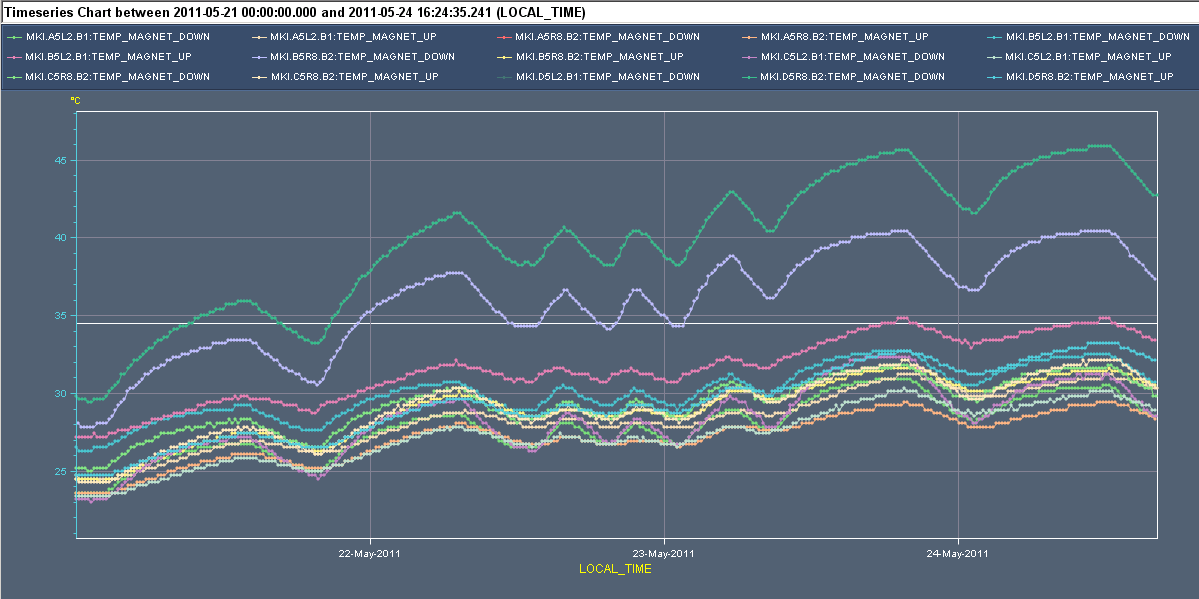 Timeseries Chart between 2011-05-21 00:00:00.000 and 2011-05-24 16:24:35.241 (LOCAL_TIME)
MKI.A5L2.B1:TEMP_MAGNET_DOWN MKI.A5L2.B1:TEMP_MAGNET_UP MKI.A5R8.B2:TEMP_MAGNET_DOWN MKI.A5R8.B2:TEMP_MAGNET_UP MKI.B5L2.B1:TEMP_MAGNET_DOWN
MKI.B5L2.B1:TEMP_MAGNET_UP MKI.B5R8.B2:TEMP_MAGNET_DOWN MKI.B5R8.B2:TEMP_MAGNET_UP MKI.C5L2.B1:TEMP_MAGNET_DOWN MKI.C5L2.B1:TEMP_MAGNET_UP
MKI.C5R8.B2:TEMP_MAGNET_DOWN MKI.C5R8.B2:TEMP_MAGNET_UP MKI.D5L2.B1:TEMP_MAGNET_DOWN MKI.D5R8.B2:TEMP_MAGNET_DOWN MKI.D5R8.B2:TEMP_MAGNET_UP
°C
45
40
35
30
25
22-May-2011 23-May-2011 24-May-2011
LOCAL_TIME